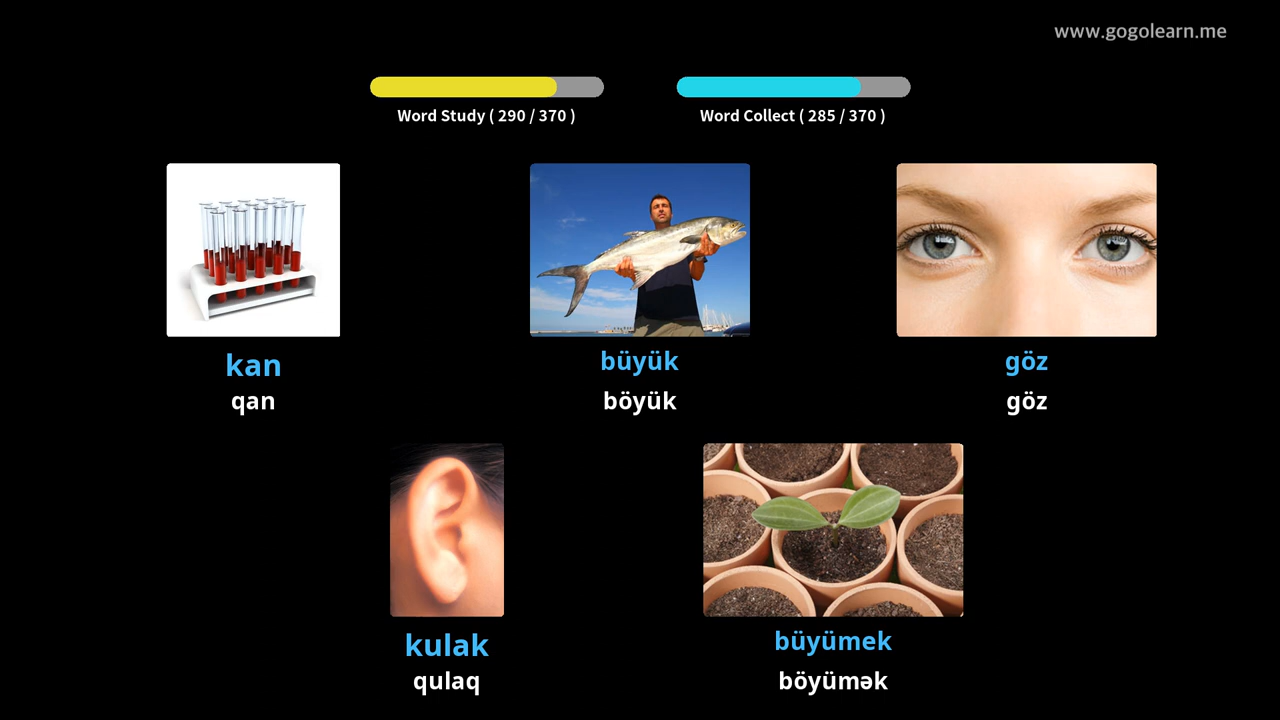 www.gogolearn.me
Word Study ( 290 / 370 )
Word Collect ( 285 / 370 )
kan
qan
büyük
böyük
göz
göz
kulak
qulaq
büyümek
böyümək